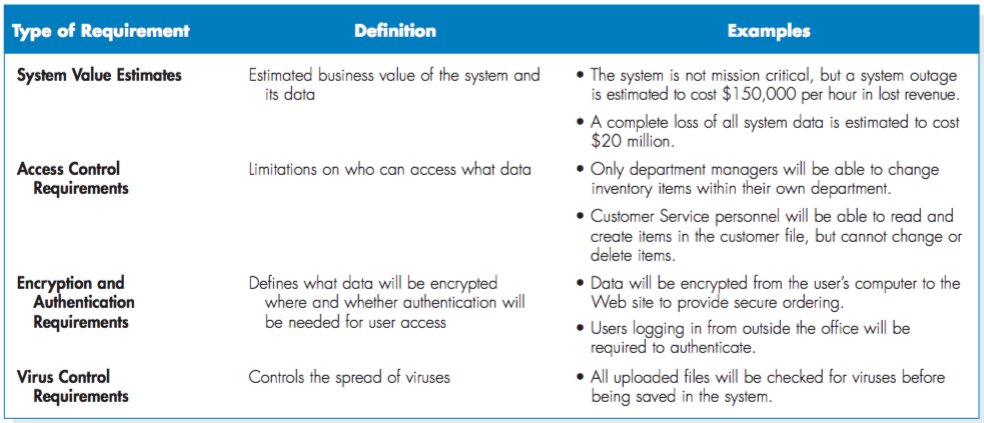 Type of Requirement Definition Examples
System Value Estimates Estimated business value of the system and • The system is not mission critical, but a system outage
its data is estimated to cost $150,000 per hour in lost revenue.
• A complete loss of all system data is estimated to cost
$20 million.
Access Control Limitations on who can access what data • Only department managers will be able to change
Requirements inventory items within their own department.
• Customer Service personnel will be able to read and
create items in the customer file, but cannot change or
delete items.
Encryption and Defines what data will be encrypted • Data will be encrypted from the user's computer to the
Authentication where and whether authentication will Web site to provide secure ordering.
Requirements be needed for user access • Users logging in from outside the office will be
required to authenticate.
Virus Control Controls the spread of viruses • All uploaded files will be checked for viruses before
Requirements being saved in the system.